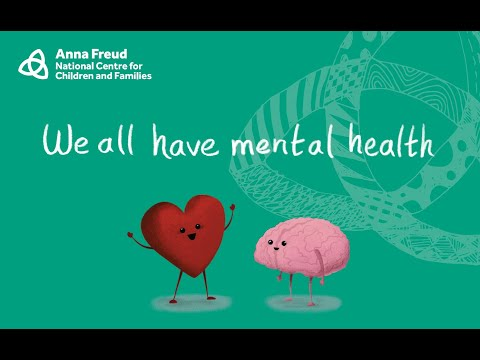 Anna Freud
National Centre for
Children and Families
We all have mental health